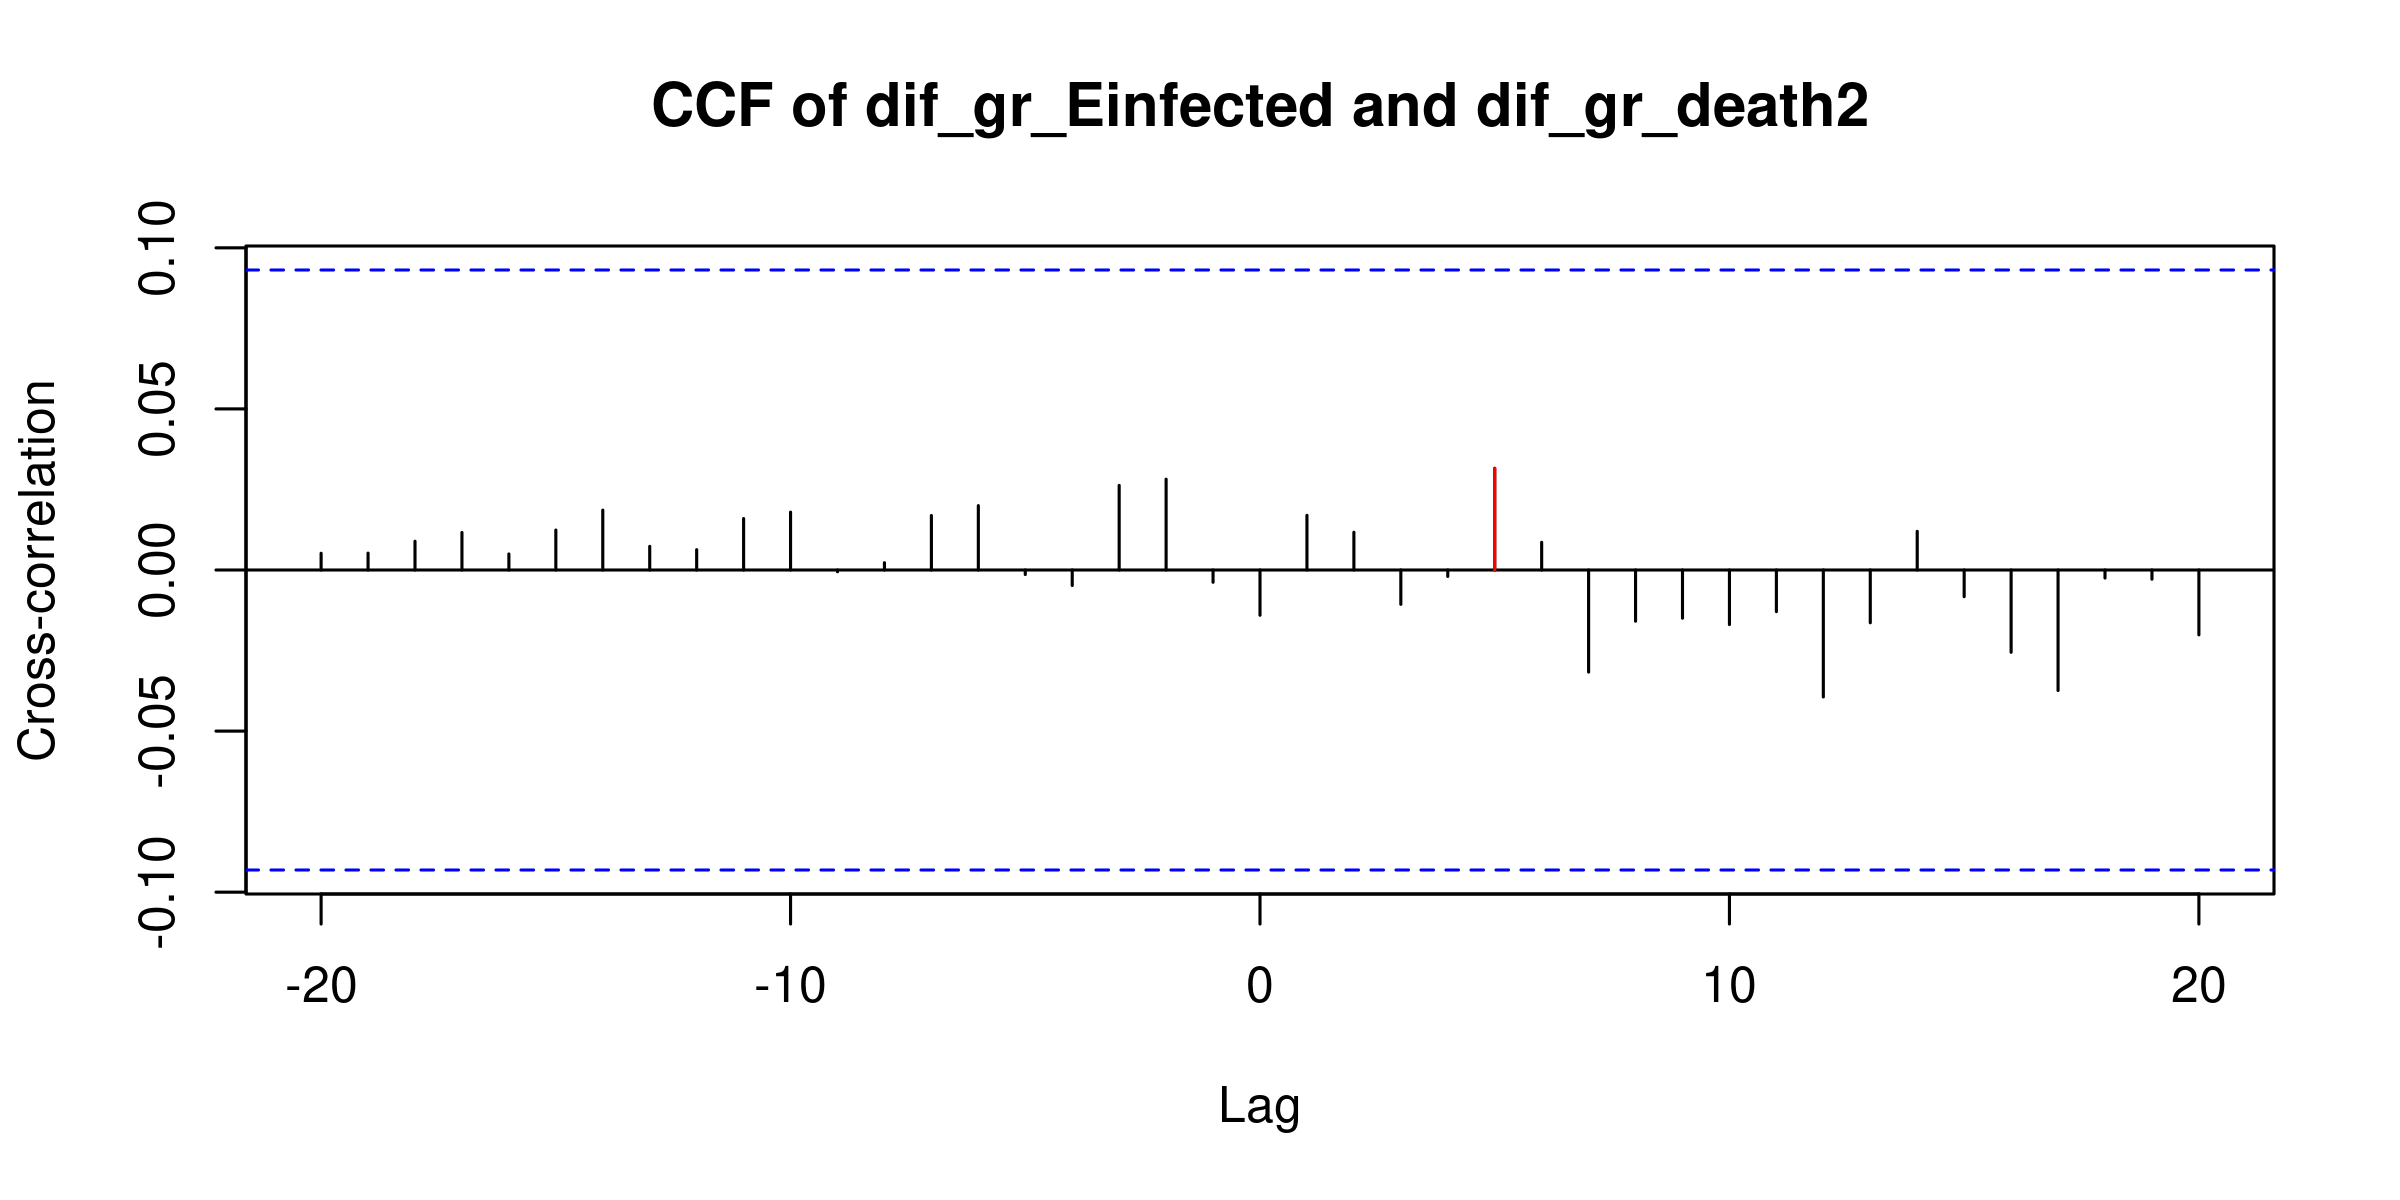 CCF of dif_gr_Einfected and dif_gr_death2
Cross-correlation
0.10
0.05
0.00
-0.05
-0.10
-20 -10 0 10 20
Lag